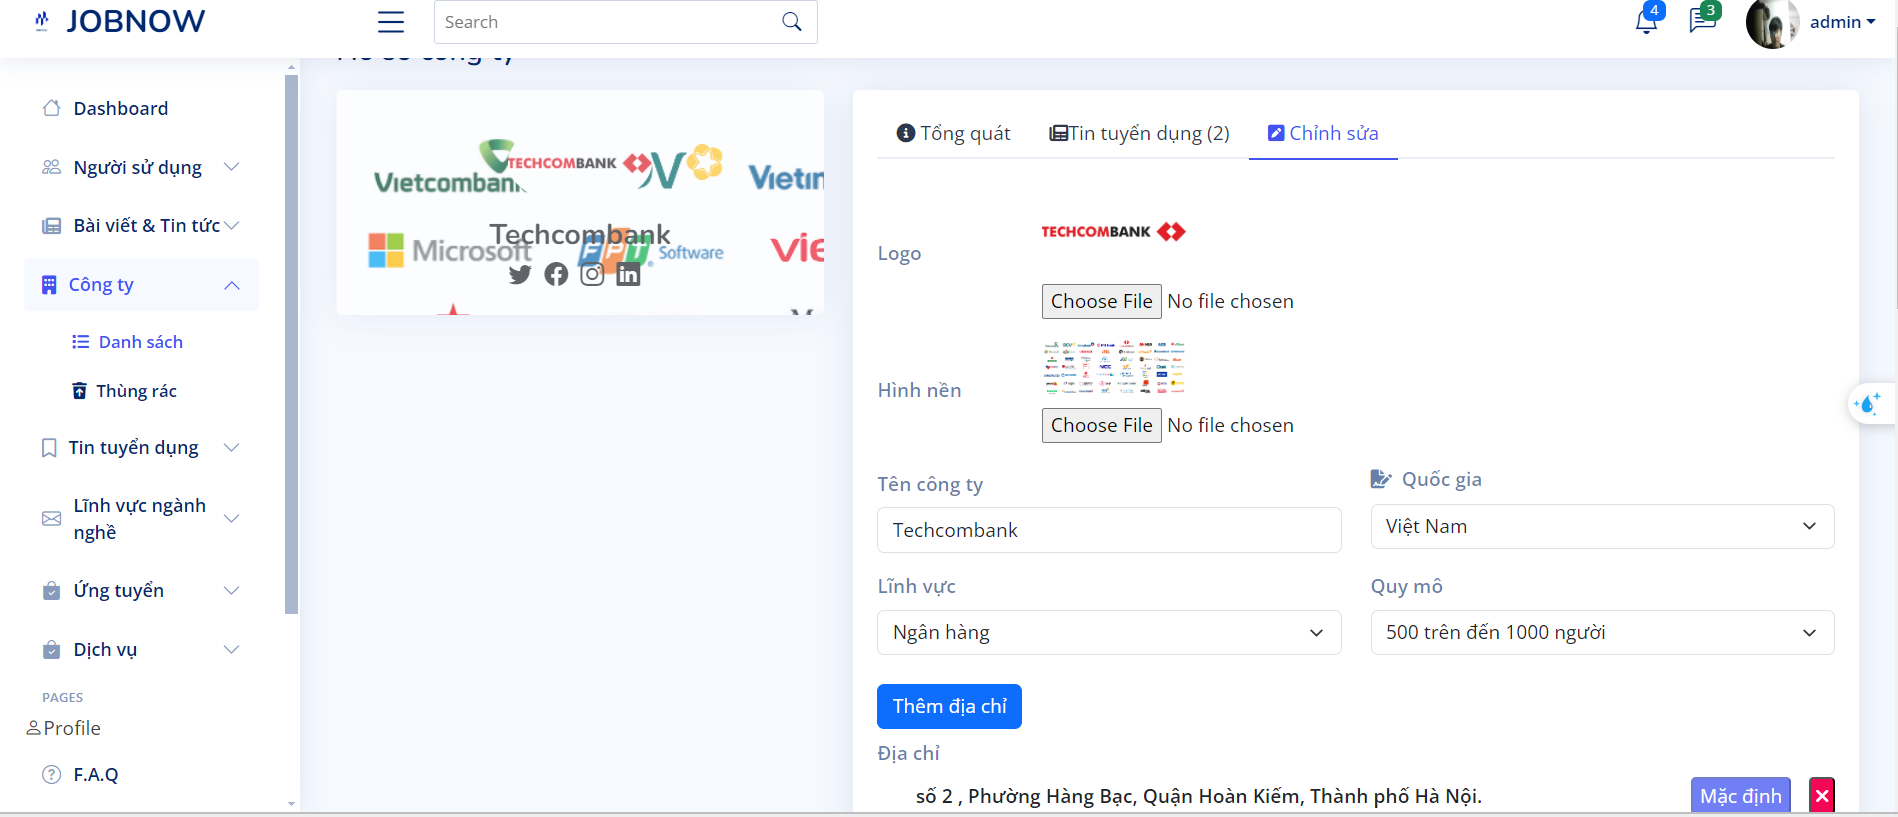 JOBNOW
Search
4
3
admin
Dashboard
Người sử dụng
Bài viết & Tin tức
Công ty
Danh sách
Thùng rác
Tin tuyển dụng
Lĩnh vực ngành
nghề
Ứng tuyển
Dịch vụ
PAGES
Profile
F.A.Q
Vietcombank
TECHCOMBANK
V
Techcombank
Microsoft
FPT Software
Tổng quát
Tin tuyển dụng (2)
Chỉnh sửa
Logo
TECHCOMBANK
Choose File No file chosen
Hình nền
Choose File No file chosen
Tên công ty
Quốc gia
Techcombank
Việt Nam
Lĩnh vực
Quy mô
Ngân hàng
500 trên đến 1000 người
Thêm địa chỉ
Địa chỉ
số 2 , Phường Hàng Bạc, Quận Hoàn Kiếm, Thành phố Hà Nội.
Mặc định